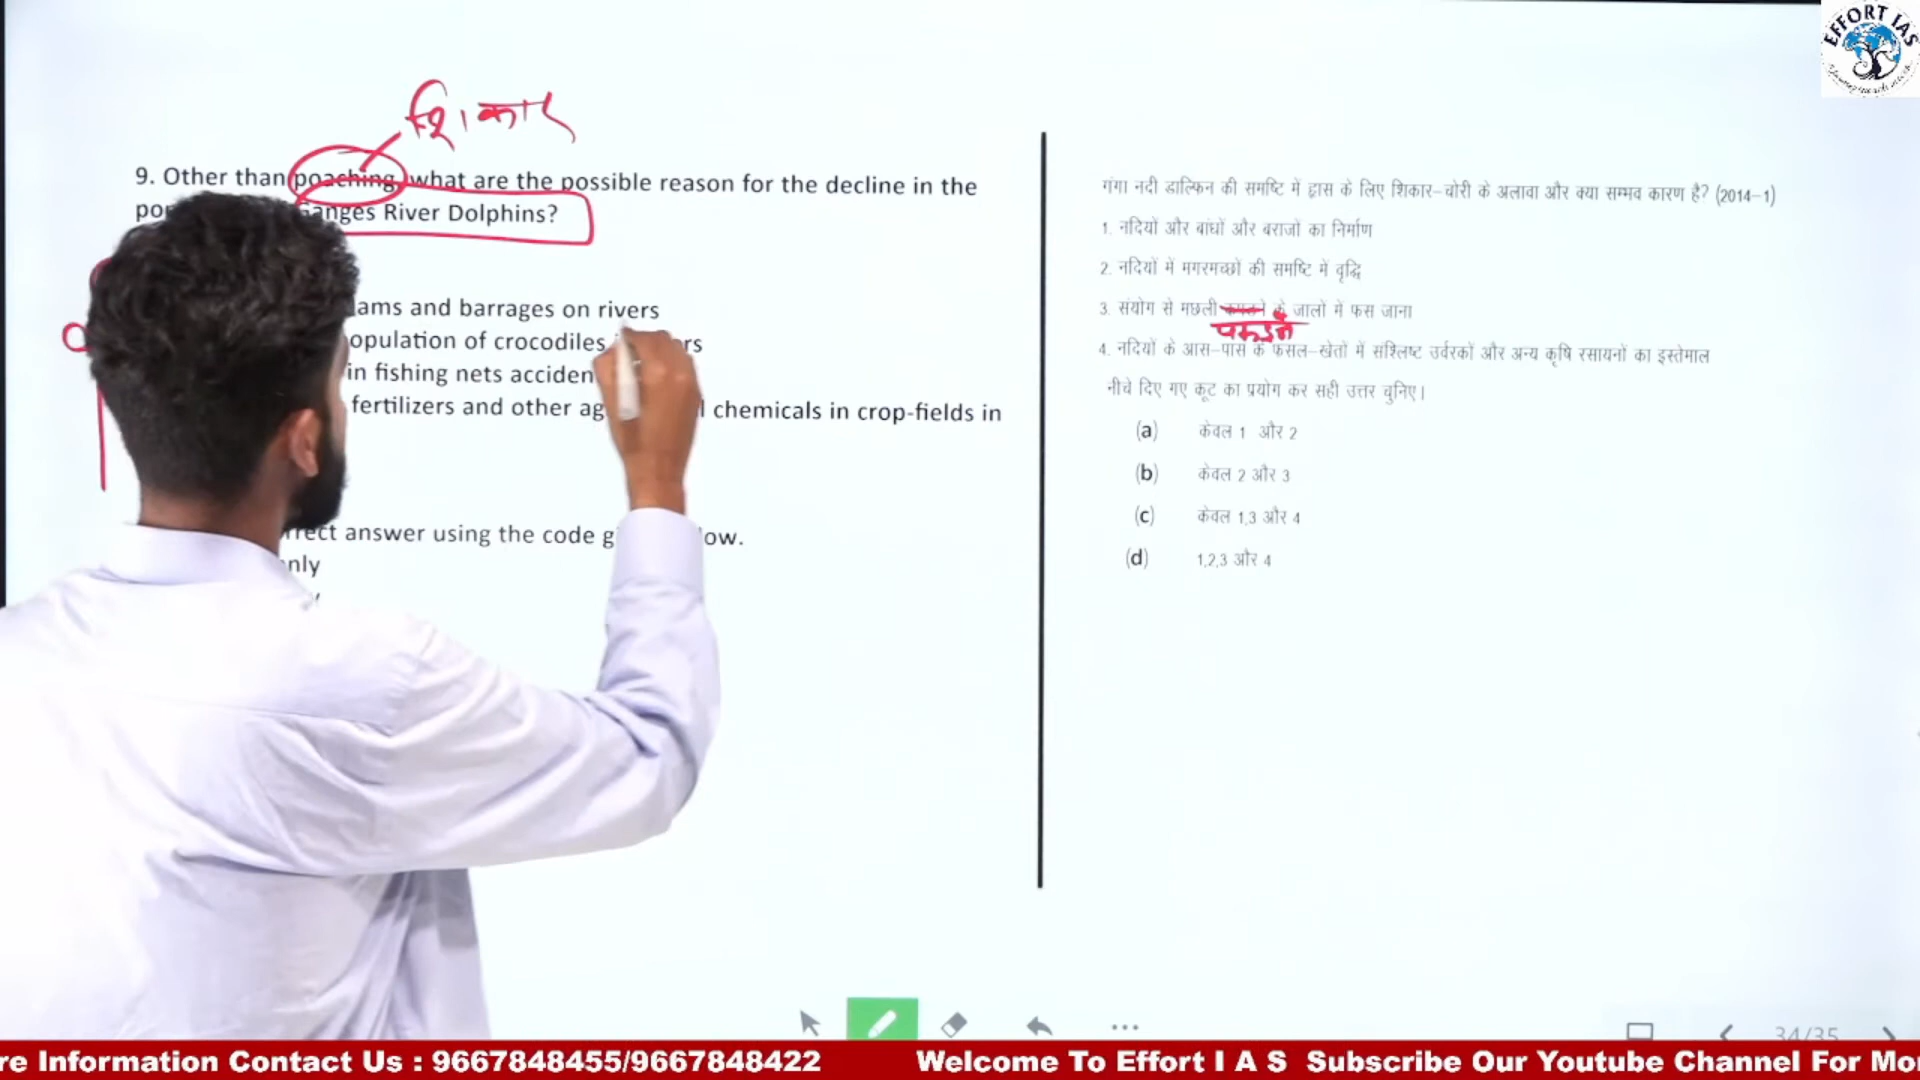 EFFORT IAS
शिकार
9. Other than poaching, what are the possible reason for the decline in the
Ganges River Dolphins?
ams and barrages on rivers
opulation of crocodiles
in fishing nets acciden
fertilizers and other ag chemicals in crop-fields in
rrect answer using the code g ow.
nly
गंगा नदी डाल्फिन की समष्टि में ह्रास के लिए शिकार-चोरी के अलावा और क्या सम्भव कारण है? (2014-1)
1. नदियों और बांधों और बराजों का निर्माण
2. नदियों में मगरमच्छों की समष्टि में वृद्धि
3. संयोग से मछली के जालों में फस जाना
पकडने
4. नदियों के आस-पास के फसल-खेतों में संश्लिष्ट उर्वरकों और अन्य कृषि रसायनों का इस्तेमाल
नीचे दिए गए कूट का प्रयोग कर सही उत्तर चुनिए।
(a) केवल 1 और 2
(b) केवल 2 और 3
(c) केवल 1,3 और 4
(d) 1,2,3 और 4
34/35
re Information Contact Us : 9667848455/9667848422 Welcome To Effort I A S Subscribe Our Youtube Channel For Mo